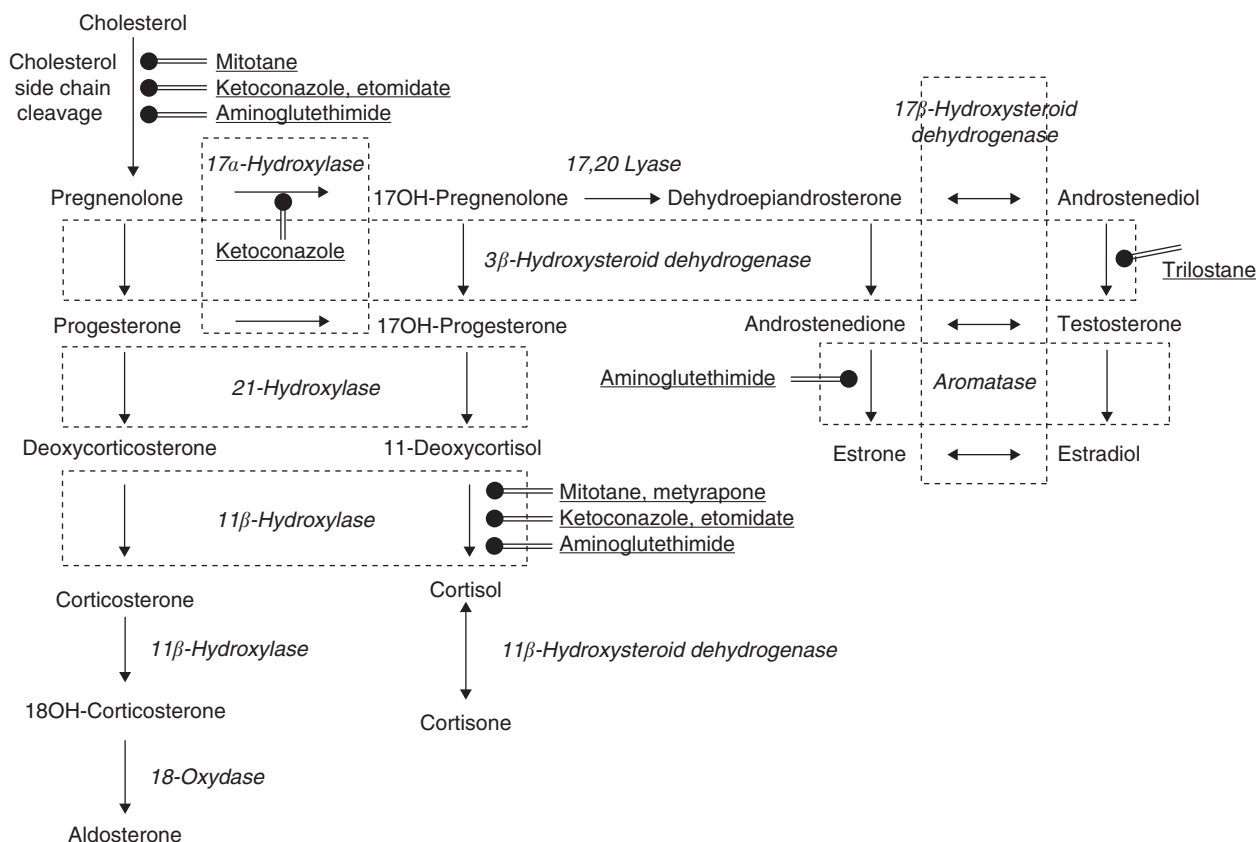 Cholesterol
Cholesterol
side chain
cleavage
Mitotane
Ketoconazole, etomidate
Aminoglutethimide
17β-Hydroxysteroid
dehydrogenase
17α-Hydroxylase
17,20 Lyase
Pregnenolone
17OH-Pregnenolone
Dehydroepiandrosterone
Androstenediol
Ketoconazole
3β-Hydroxysteroid dehydrogenase
Trilostane
Progesterone
17OH-Progesterone
Androstenedione
Testosterone
21-Hydroxylase
Aminoglutethimide
Aromatase
Deoxycorticosterone
11-Deoxycortisol
Estrone
Estradiol
11β-Hydroxylase
Mitotane, metyrapone
Ketoconazole, etomidate
Aminoglutethimide
Corticosterone
Cortisol
11β-Hydroxylase
11β-Hydroxysteroid dehydrogenase
18OH-Corticosterone
Cortisone
18-Oxydase
Aldosterone